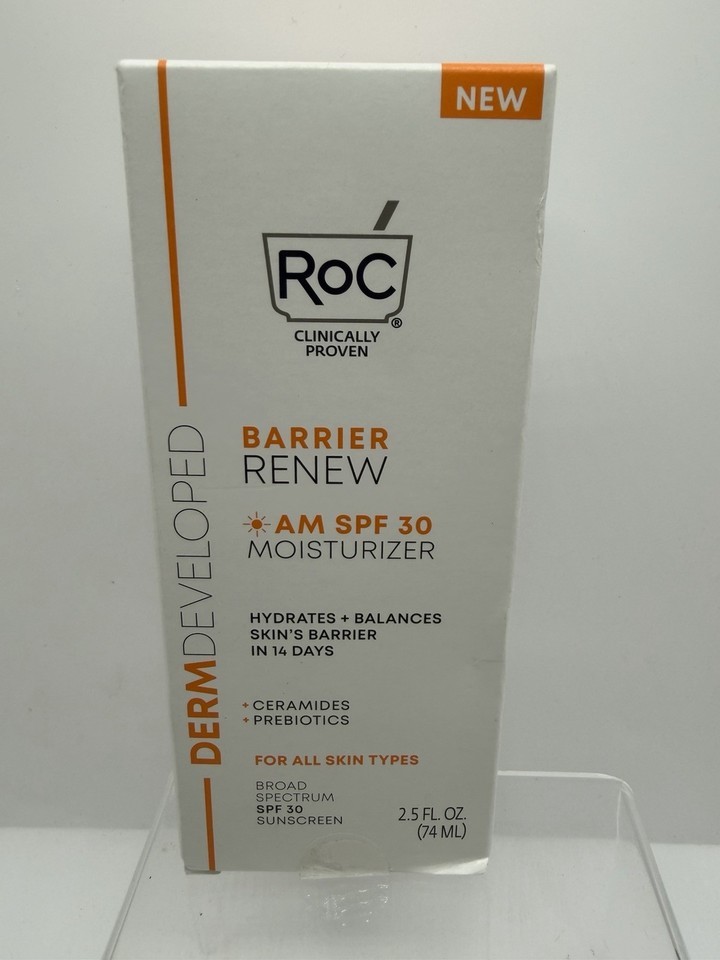 NEW
RoC®
CLINICALLY
PROVEN
BARRIER
RENEW
AM SPF 30
MOISTURIZER
HYDRATES + BALANCES
SKIN'S BARRIER
IN 14 DAYS
+ CERAMIDES
+ PREBIOTICS
FOR ALL SKIN TYPES
BROAD
SPECTRUM
SPF 30
SUNSCREEN
2.5 FL. OZ.
(74 ML)
DERMDEVELOPED